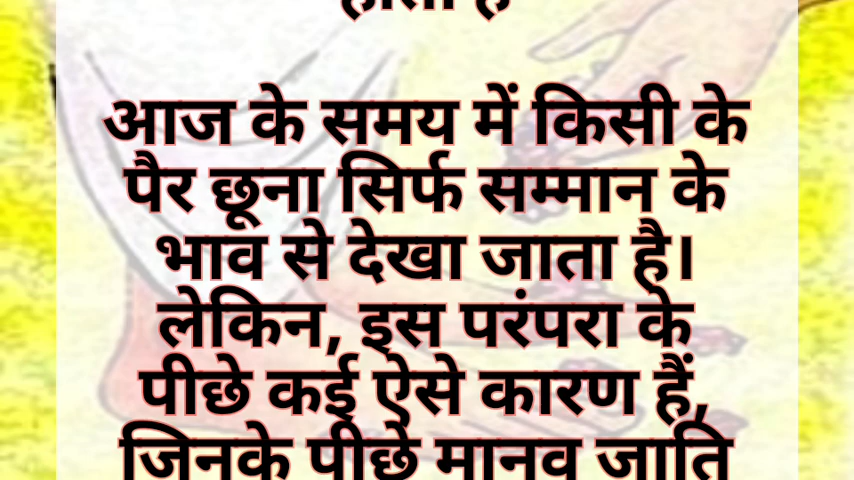 होता है
आज के समय में किसी के
पैर छूना सिर्फ सम्मान के
भाव से देखा जाता है।
लेकिन, इस परंपरा के
पीछे कई ऐसे कारण हैं,
जिनके पीछे मानव जाति